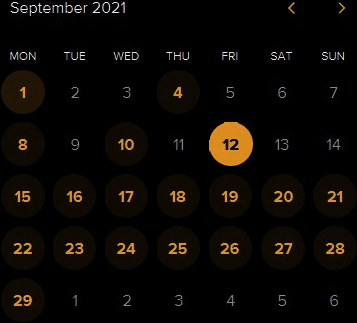 September 2021
MON TUE WED THU FRI SAT SUN
1 2 3 4 5 6 7
8 9 10 11 12 13 14
15 16 17 18 19 20 21
22 23 24 25 26 27 28
29 1 2 3 4 5 6